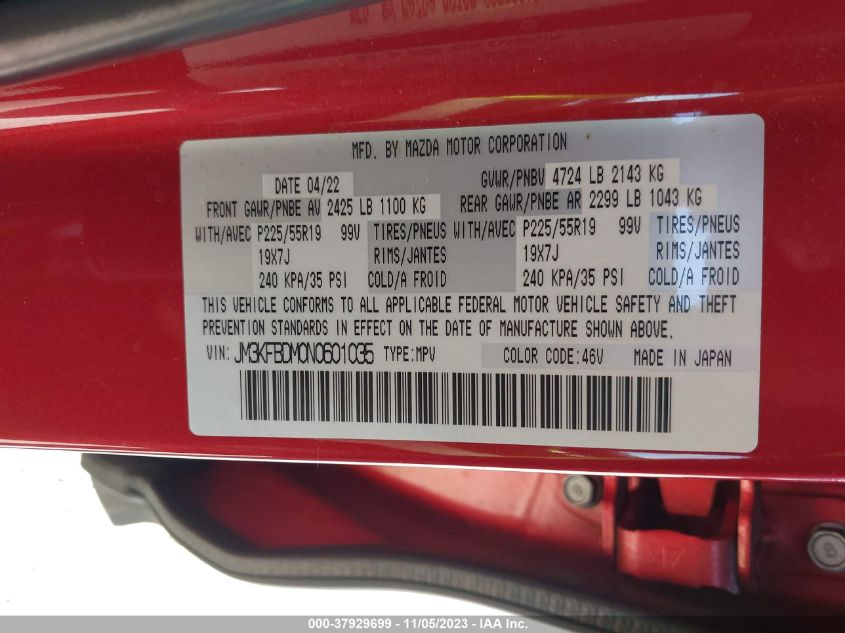 MFD. BY MAZDA MOTOR CORPORATION
DATE 04/22 GVWR/PNBV 4724 LB 2143 KG
FRONT GAWR/PNBE AV 2425 LB 1100 KG REAR GAWR/PNBE AR 2299 LB 1043 KG
WITH/AVEC P225/55R19 99V TIRES/PNEUS WITH/AVEC P225/55R19 99V TIRES/PNEUS
19X7J RIMS/JANTES 19X7J RIMS/JANTES
240 KPA/35 PSI COLD/A FROID 240 KPA/35 PSI COLD/A FROID
THIS VEHICLE CONFORMS TO ALL APPLICABLE FEDERAL MOTOR VEHICLE SAFETY AND THEFT
PREVENTION STANDARDS IN EFFECT ON THE DATE OF MANUFACTURE SHOWN ABOVE.
VIN: JM3KFBDM0N0601035 TYPE:MPV COLOR CODE:46V MADE IN JAPAN
000-37929699 - 11/05/2023 - IAA Inc.